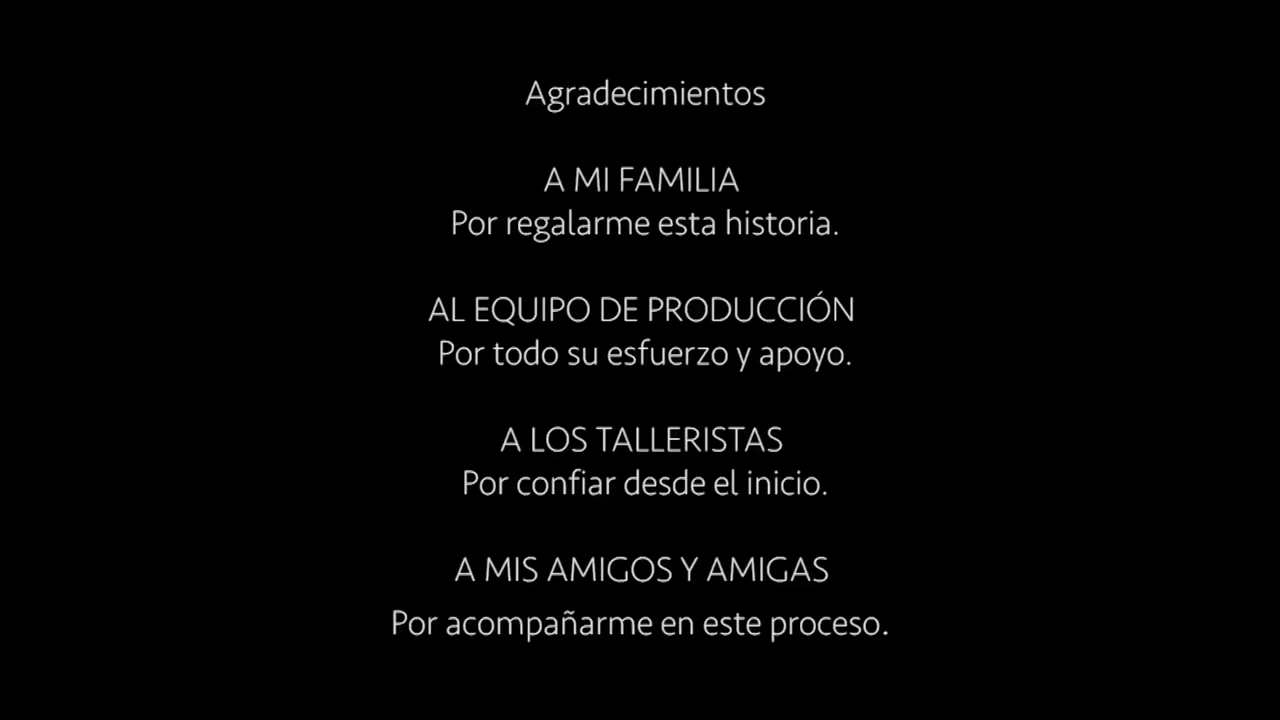 Agradecimientos
A MI FAMILIA
Por regalarme esta historia.
AL EQUIPO DE PRODUCCIÓN
Por todo su esfuerzo y apoyo.
A LOS TALLERISTAS
Por confiar desde el inicio.
A MIS AMIGOS Y AMIGAS
Por acompañarme en este proceso.